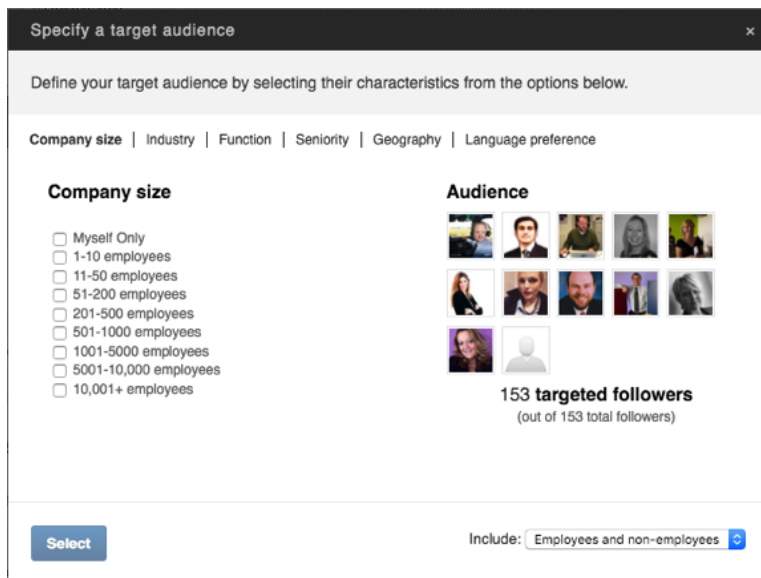 Specify a target audience
×
Define your target audience by selecting their characteristics from the options below.
Company size | Industry | Function | Seniority | Geography | Language preference
Company size
Myself Only
1-10 employees
11-50 employees
51-200 employees
201-500 employees
501-1000 employees
1001-5000 employees
5001-10,000 employees
10,001+ employees
Audience
153 targeted followers
(out of 153 total followers)
Select
Include: Employees and non-employees